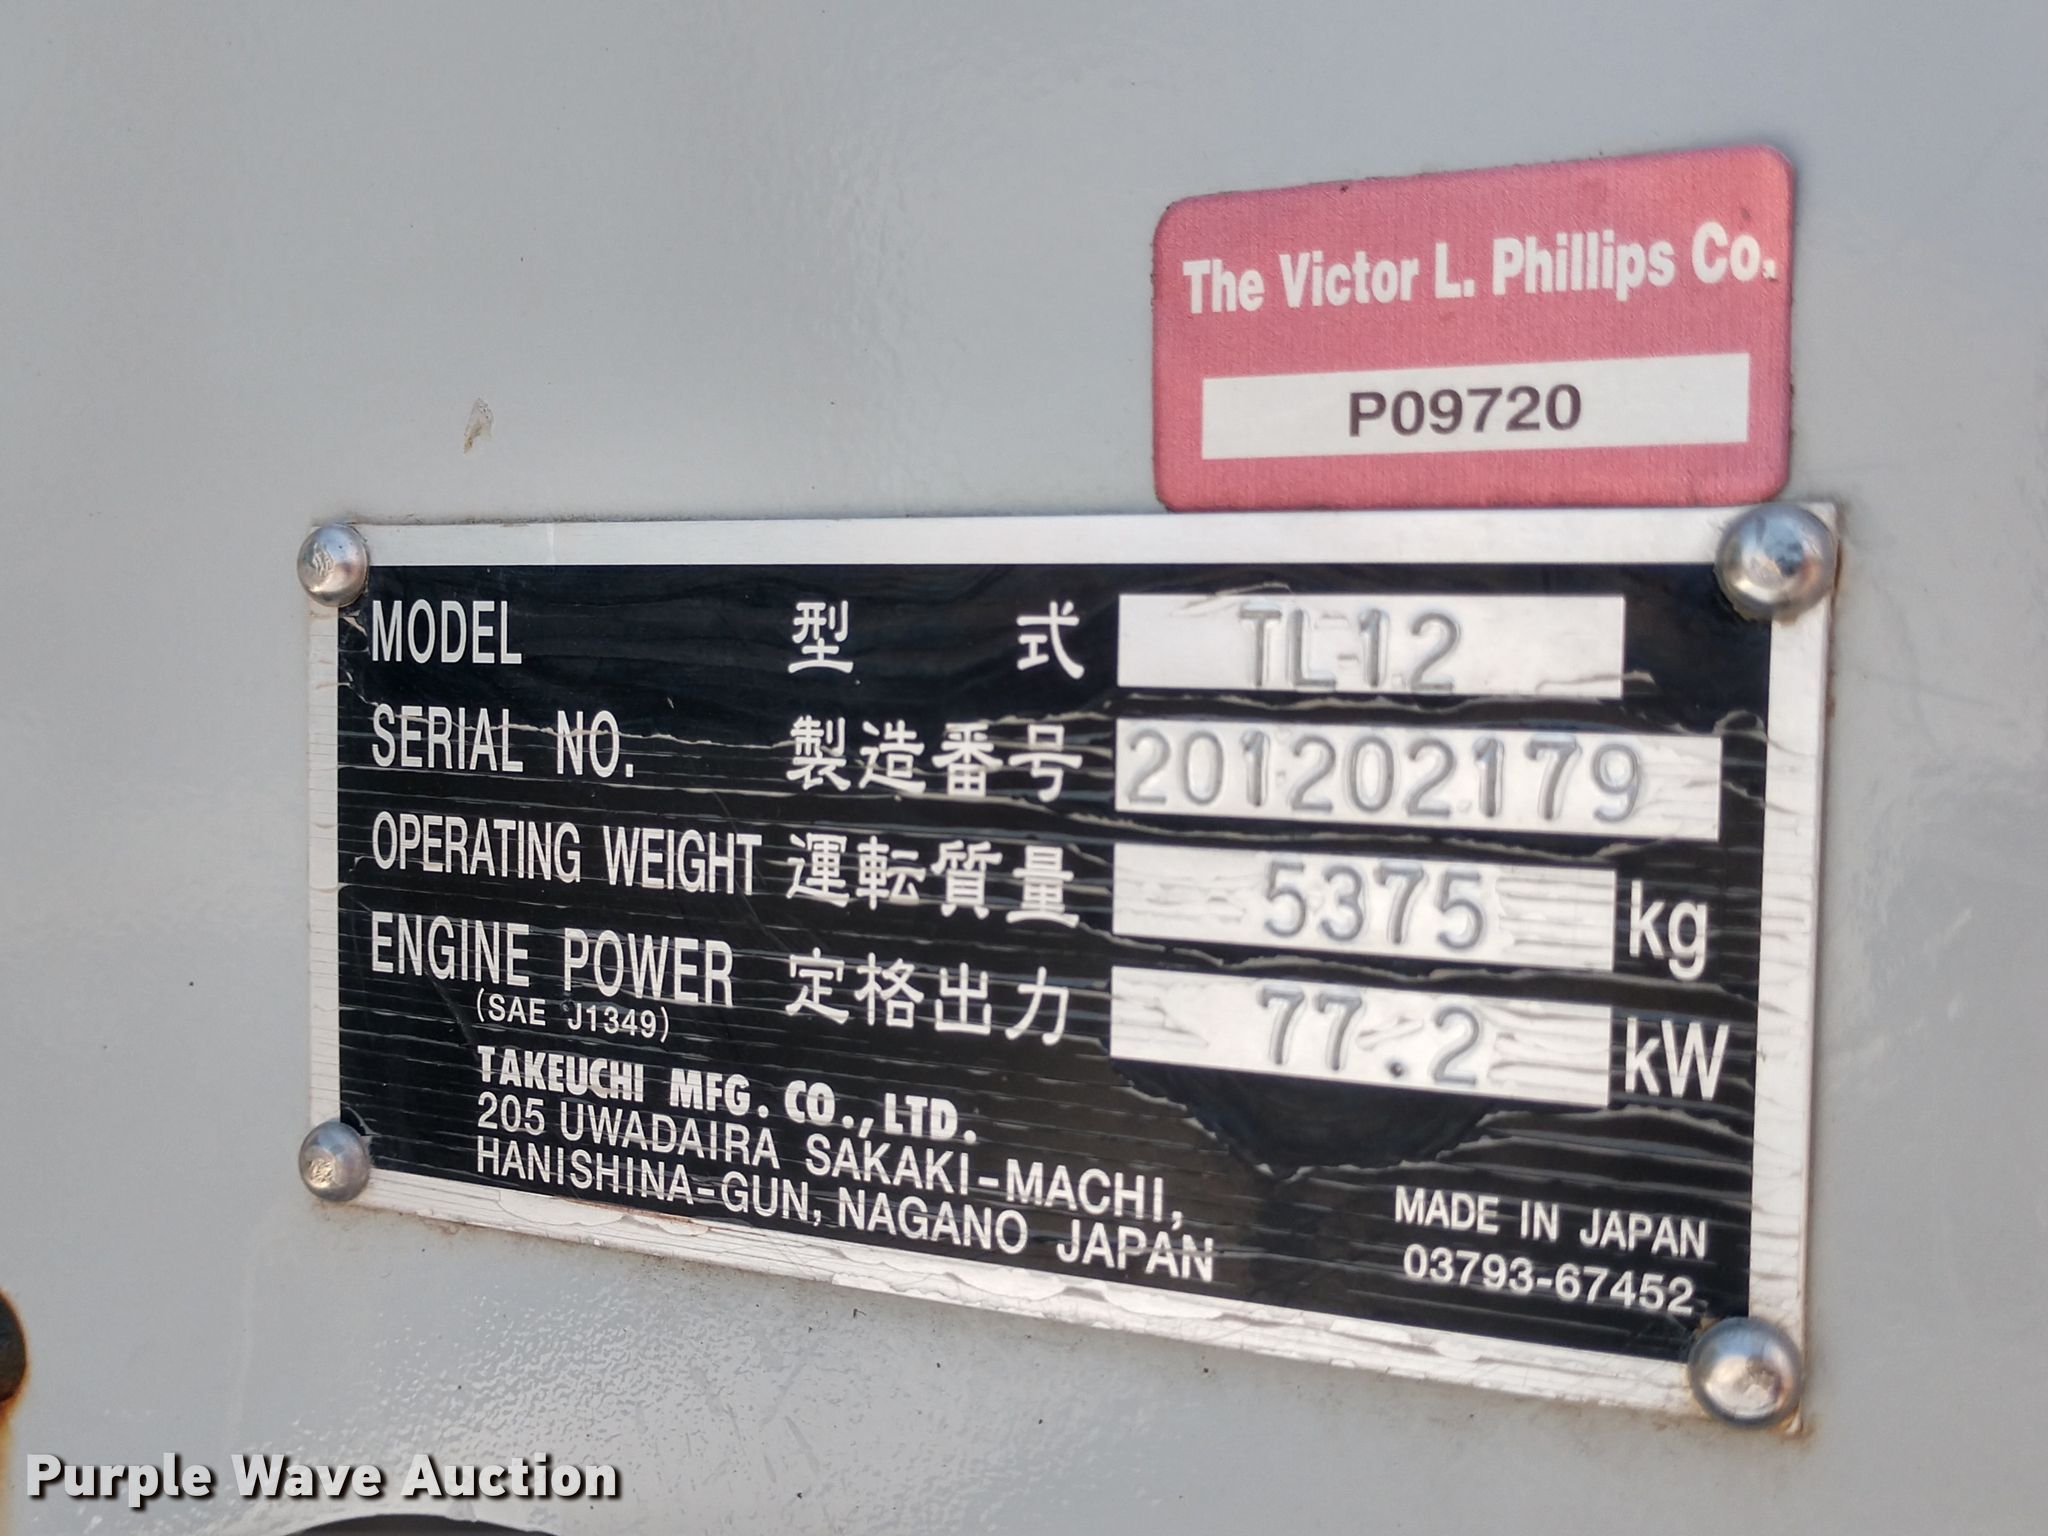 The Victor L. Phillips Co.
P09720
MODEL 型 式 TL12
SERIAL NO. 製造番号 201202179
OPERATING WEIGHT 運転質量 5375 kg
ENGINE POWER 定格出力 77.2 kW
(SAE J1349)
TAKEUCHI MFG. CO., LTD.
205 UWADAIRA SAKAKI-MACHI,
HANISHINA-GUN, NAGANO JAPAN
MADE IN JAPAN
03793-67452
Purple Wave Auction